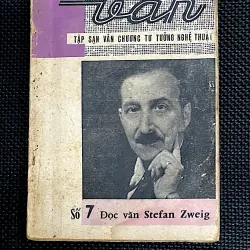 Văn
TẬP SAN VĂN CHƯƠNG TƯ TƯỞNG NGHỆ THUẬT
Số 7 Đọc văn Stefan Zweig